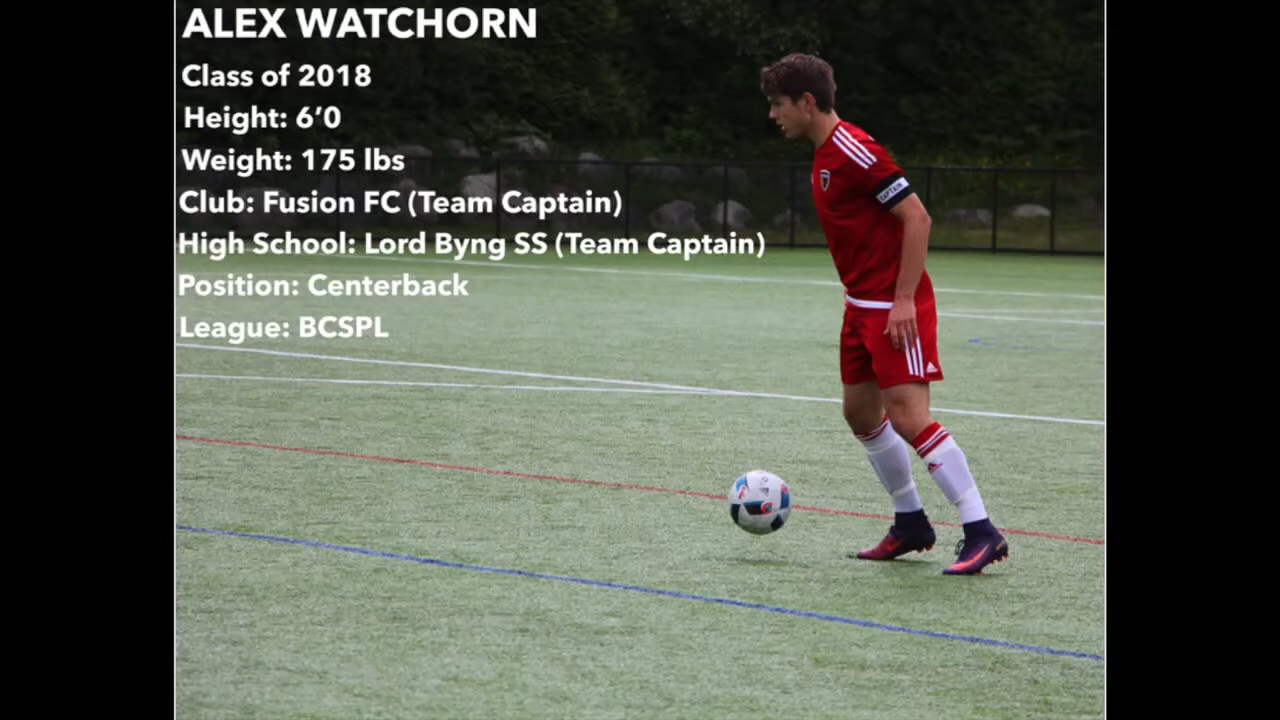 ALEX WATCHORN
Class of 2018
Height: 6’0
Weight: 175 lbs
Club: Fusion FC (Team Captain)
High School: Lord Byng SS (Team Captain)
Position: Centerback
League: BCSPL
CAPTAIN